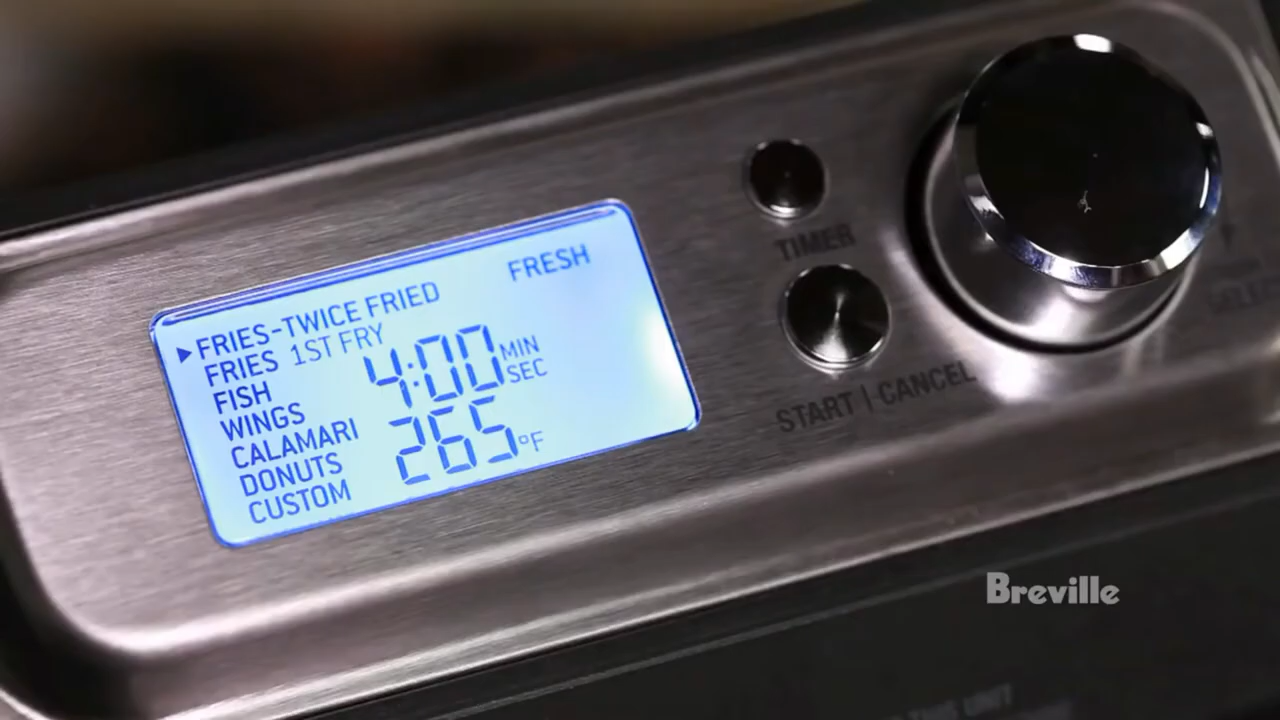 FRESH
▶FRIES-TWICE FRIED
FRIES 1ST FRY
FISH
4:00 MIN SEC
WINGS
CALAMARI
265°F
DONUTS
CUSTOM
TIMER
START | CANCEL
Breville